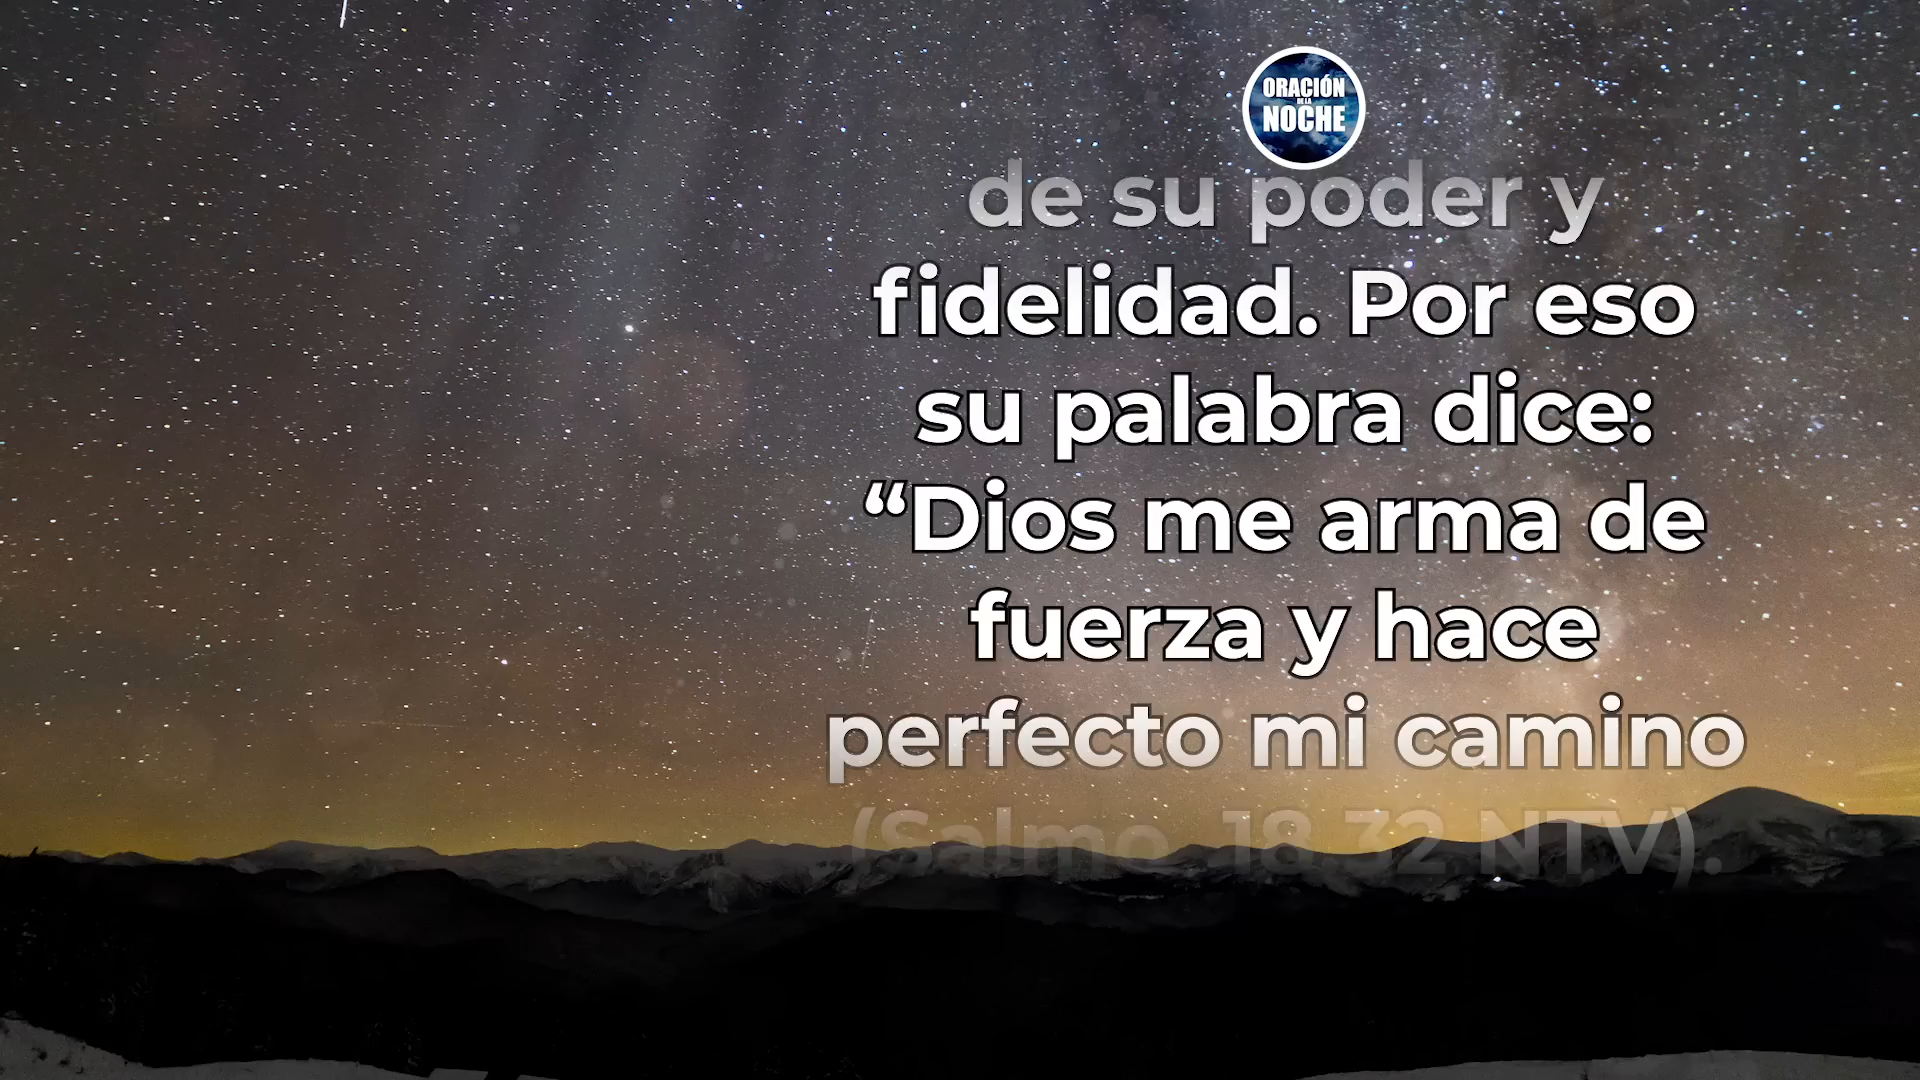 ORACIÓN
DE LA
NOCHE
de su poder y
fidelidad. Por eso
su palabra dice:
“Dios me arma de
fuerza y hace
perfecto mi camino
(Salmo. 18.32 NTV).